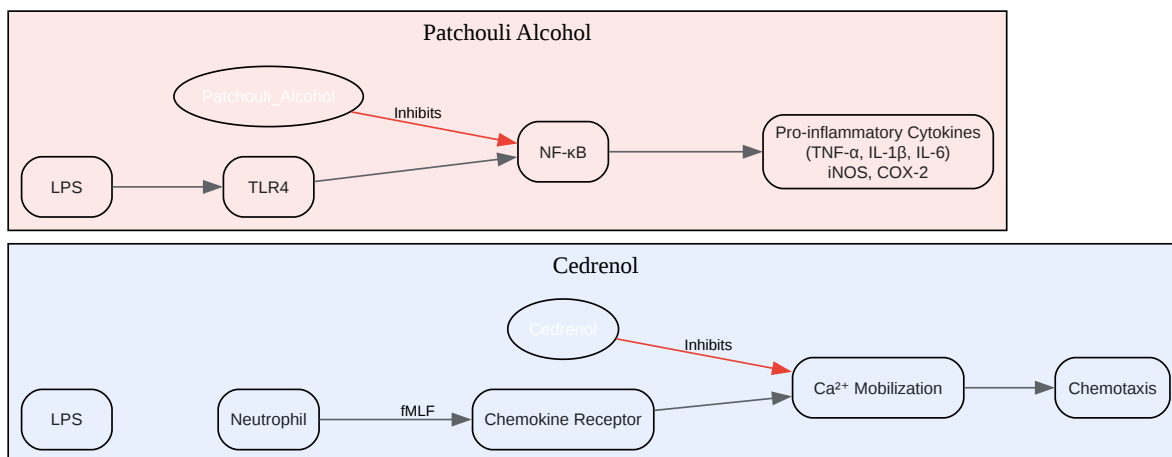 Patchouli Alcohol
Patchouli_Alcohol
Inhibits
LPS
TLR4
NF-κB
Pro-inflammatory Cytokines
(TNF-α, IL-1β, IL-6)
iNOS, COX-2
Cedrenol
Cedrenol
Inhibits
LPS
Neutrophil
fMLF
Chemokine Receptor
Ca²⁺ Mobilization
Chemotaxis